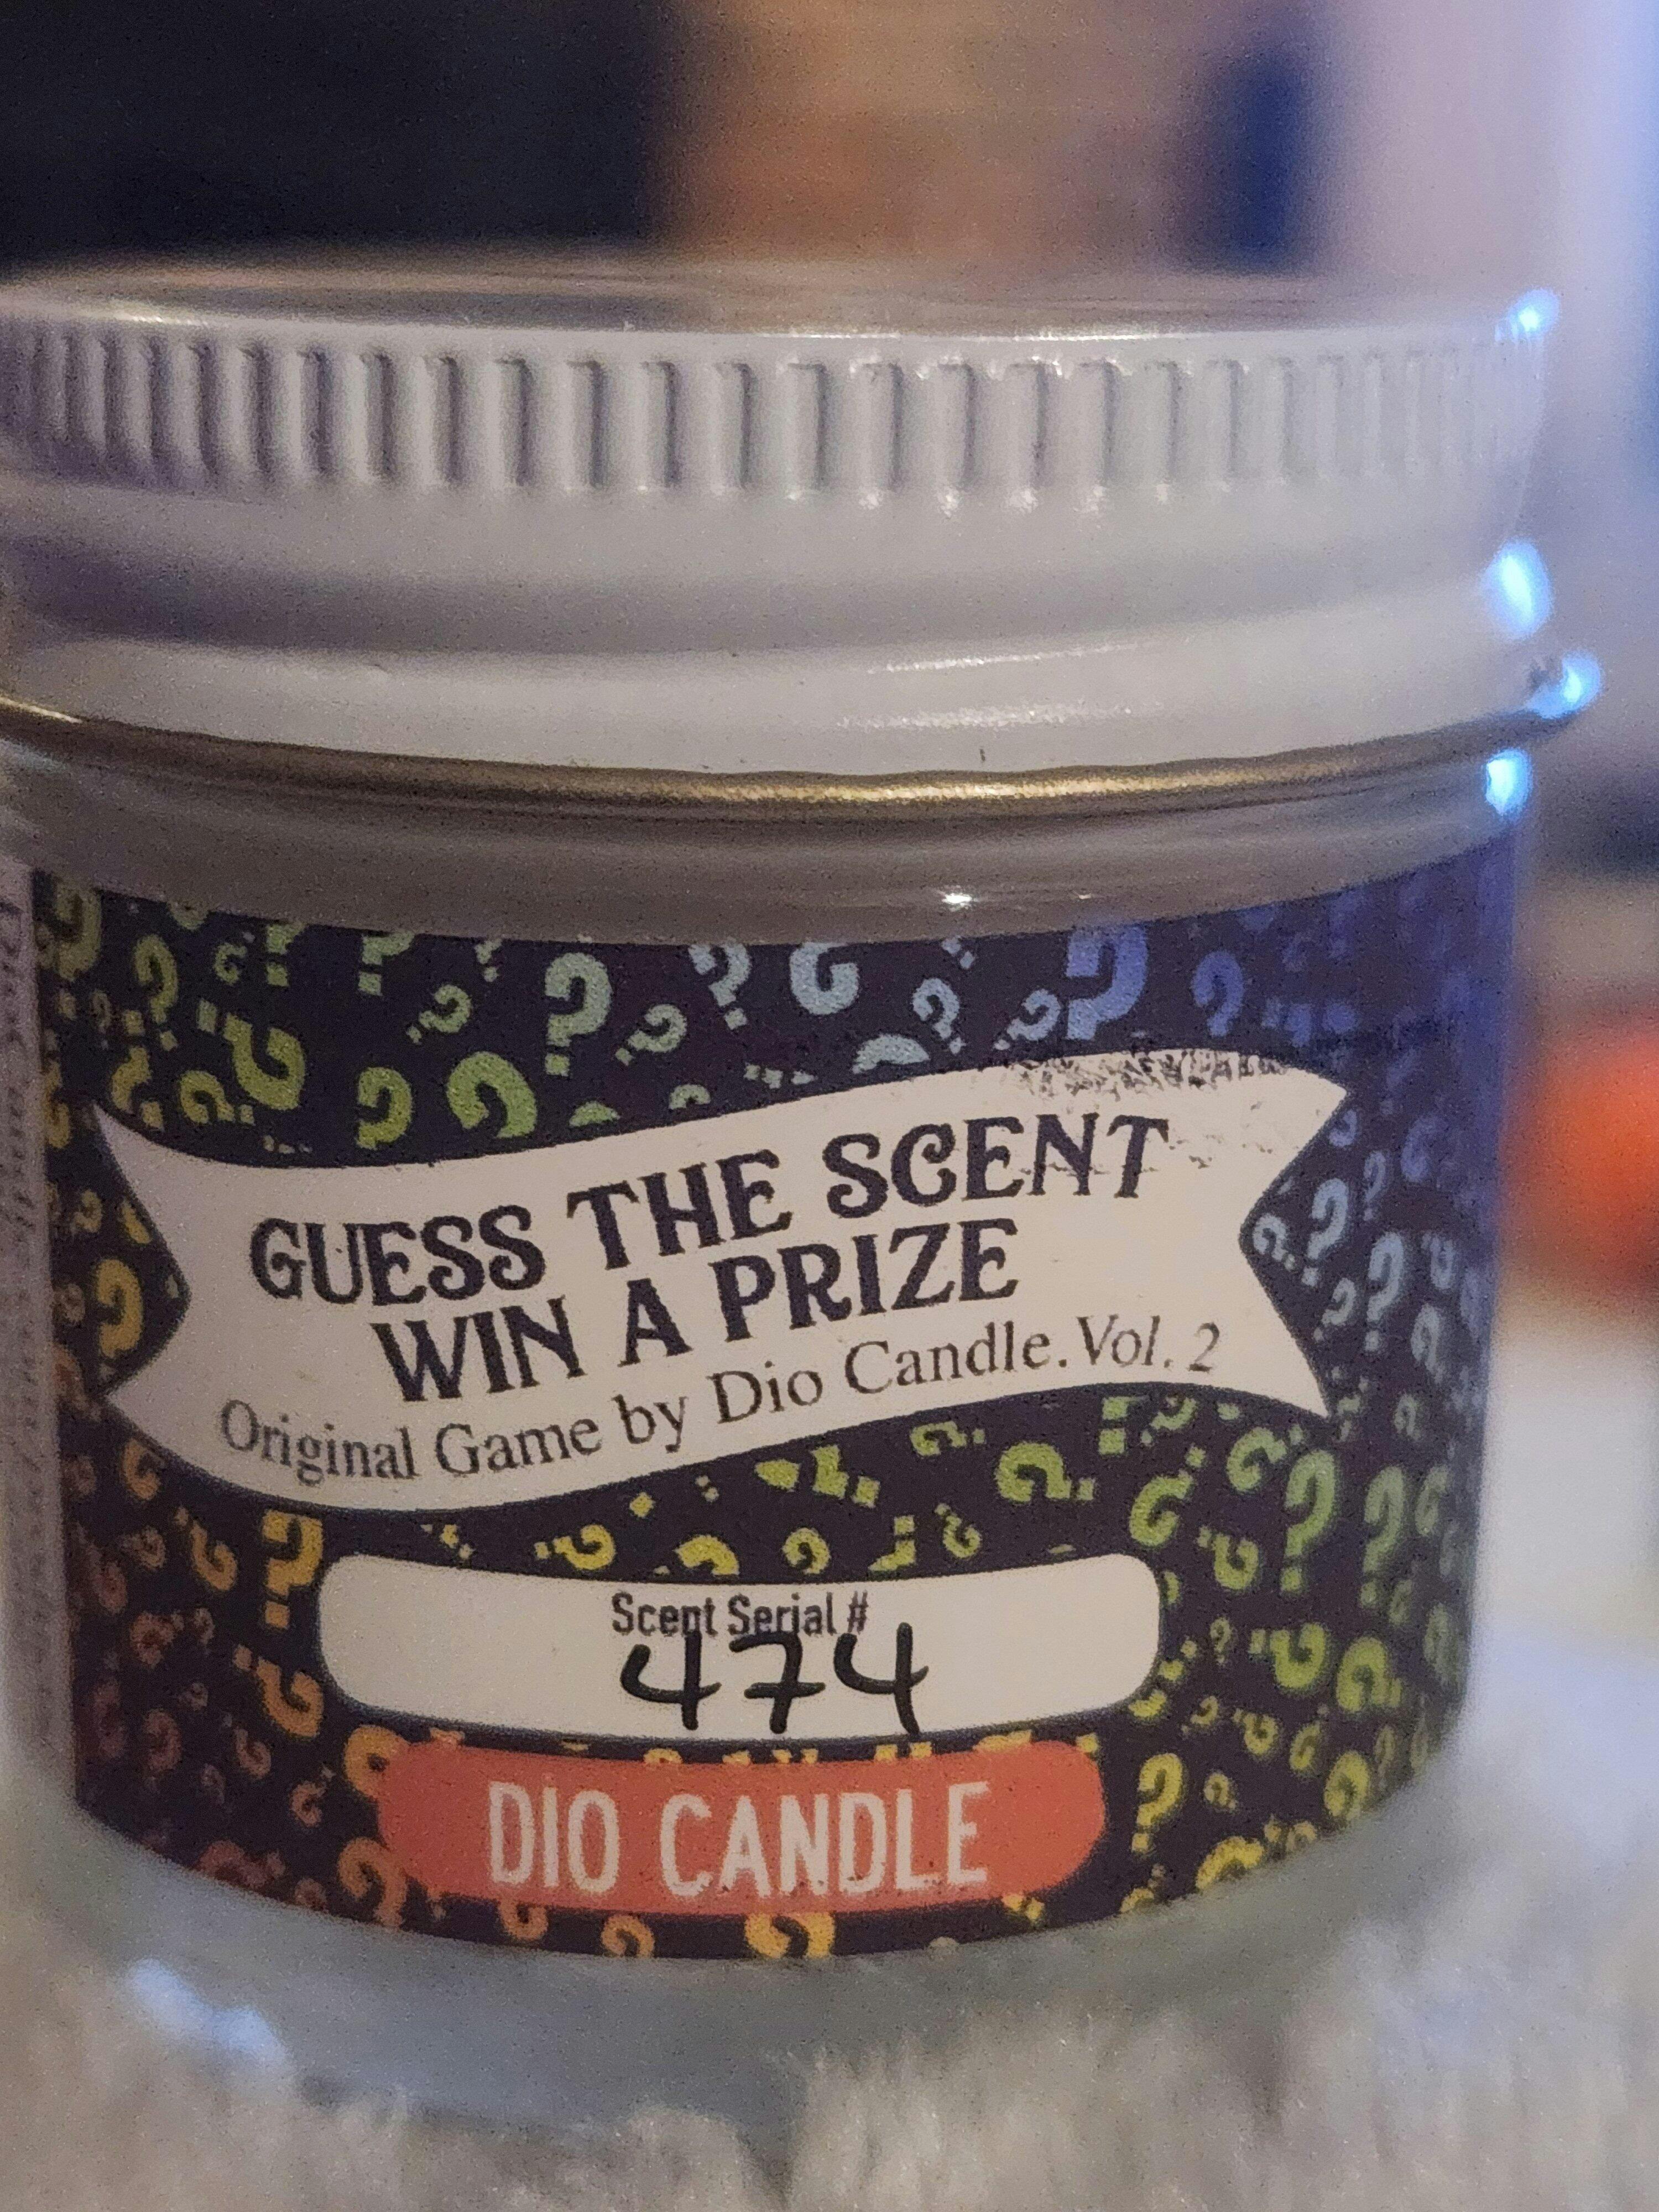 GUESS THE SCENT
WIN A PRIZE
Original Game by Dio Candle. Vol. 2
Scent Serial #
474
DIO CANDLE